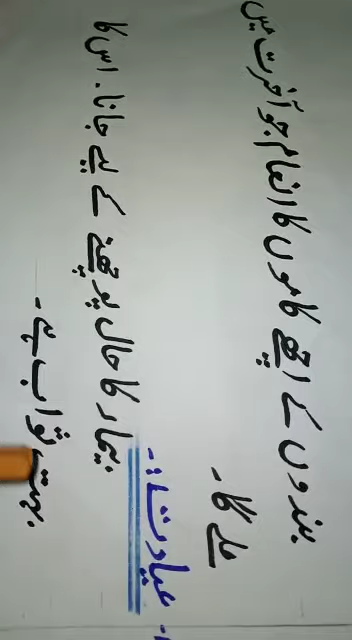 بندوں کے اچھے کاموں کا انعام جو آخرت میں
ملے گا۔
عیادت :۔
بیمار کا حال پوچھنے کے لیے جانا۔ اس کا
بہت ثواب ہے۔